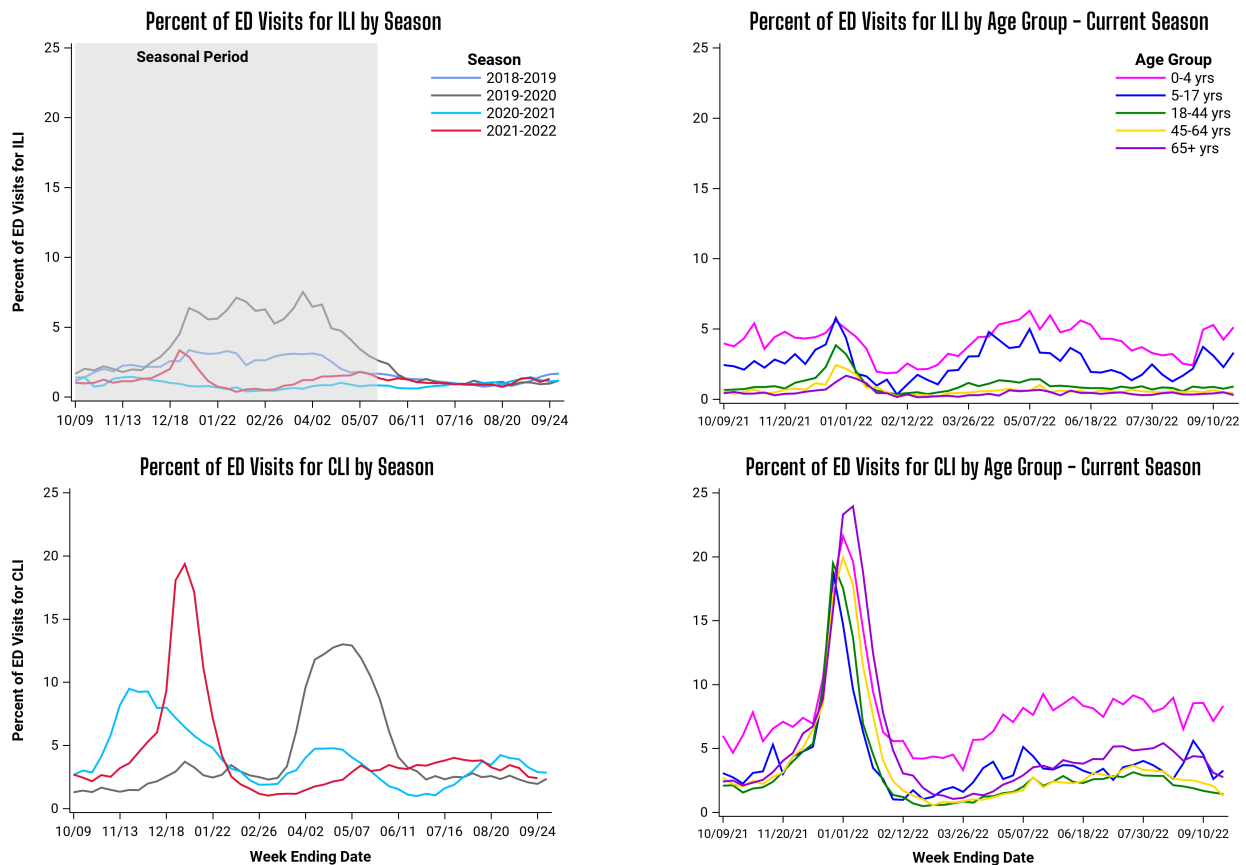 Percent of ED Visits for ILI by Season
Percent of ED Visits for ILI
25
20
15
10
5
0
Seasonal Period
Season
2018-2019
2019-2020
2020-2021
2021-2022
10/09 11/13 12/18 01/22 02/26 04/02 05/07 06/11 07/16 08/20 09/24
Percent of ED Visits for ILI by Age Group - Current Season
25
20
15
10
5
0
Age Group
0-4 yrs
5-17 yrs
18-44 yrs
45-64 yrs
65+ yrs
10/09/21 11/20/21 01/01/22 02/12/22 03/26/22 05/07/22 06/18/22 07/30/22 09/10/22
Percent of ED Visits for CLI by Season
Percent of ED Visits for CLI
25
20
15
10
5
0
10/09 11/13 12/18 01/22 02/26 04/02 05/07 06/11 07/16 08/20 09/24
Week Ending Date
Percent of ED Visits for CLI by Age Group - Current Season
25
20
15
10
5
0
10/09/21 11/20/21 01/01/22 02/12/22 03/26/22 05/07/22 06/18/22 07/30/22 09/10/22
Week Ending Date